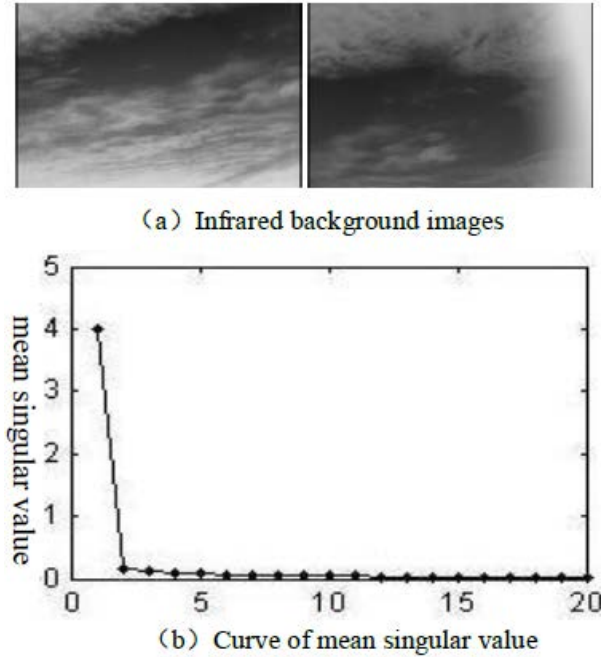 （a）Infrared background images
5
4
3
2
1
0
mean singular value
0 5 10 15 20
（b）Curve of mean singular value